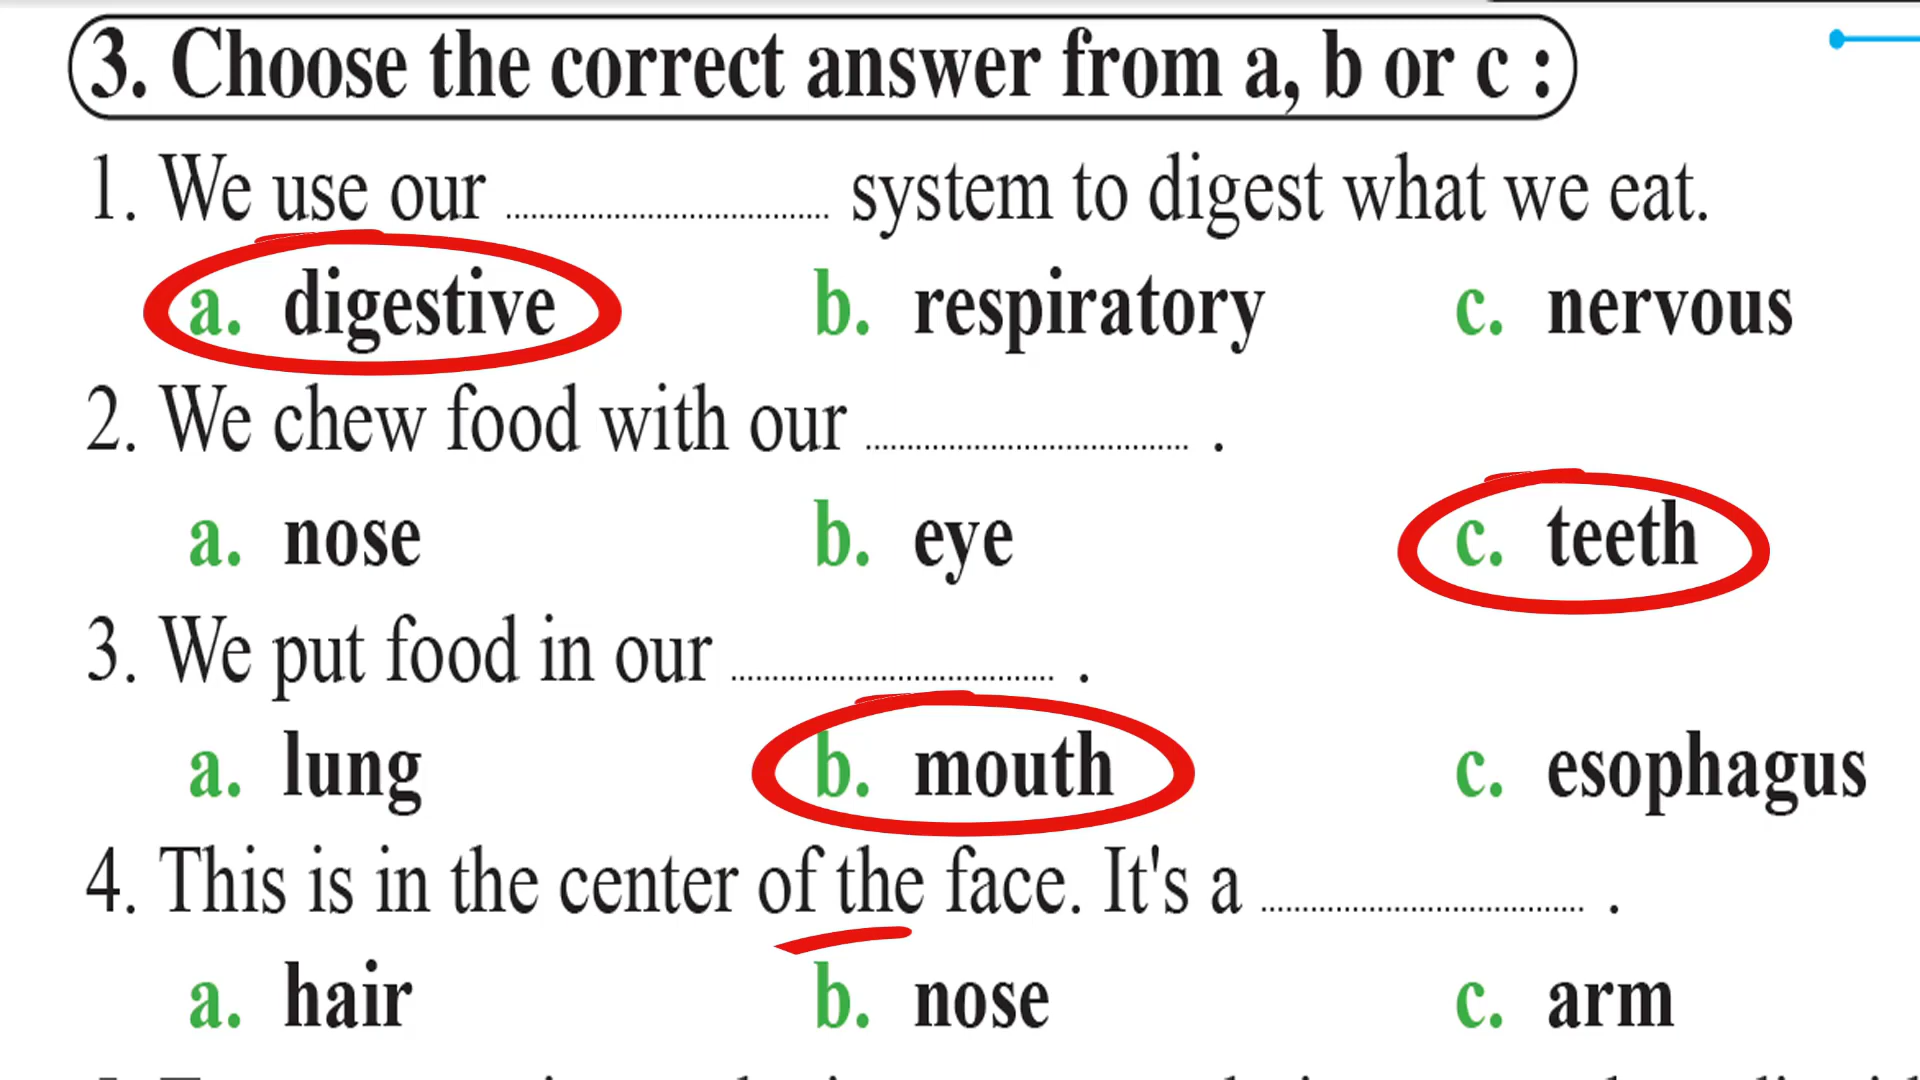 3. Choose the correct answer from a, b or c :
1. We use our ........................................ system to digest what we eat.
a. digestive b. respiratory c. nervous
2. We chew food with our ........................................ .
a. nose b. eye c. teeth
3. We put food in our ........................................ .
a. lung b. mouth c. esophagus
4. This is in the center of the face. It's a ........................................ .
a. hair b. nose c. arm